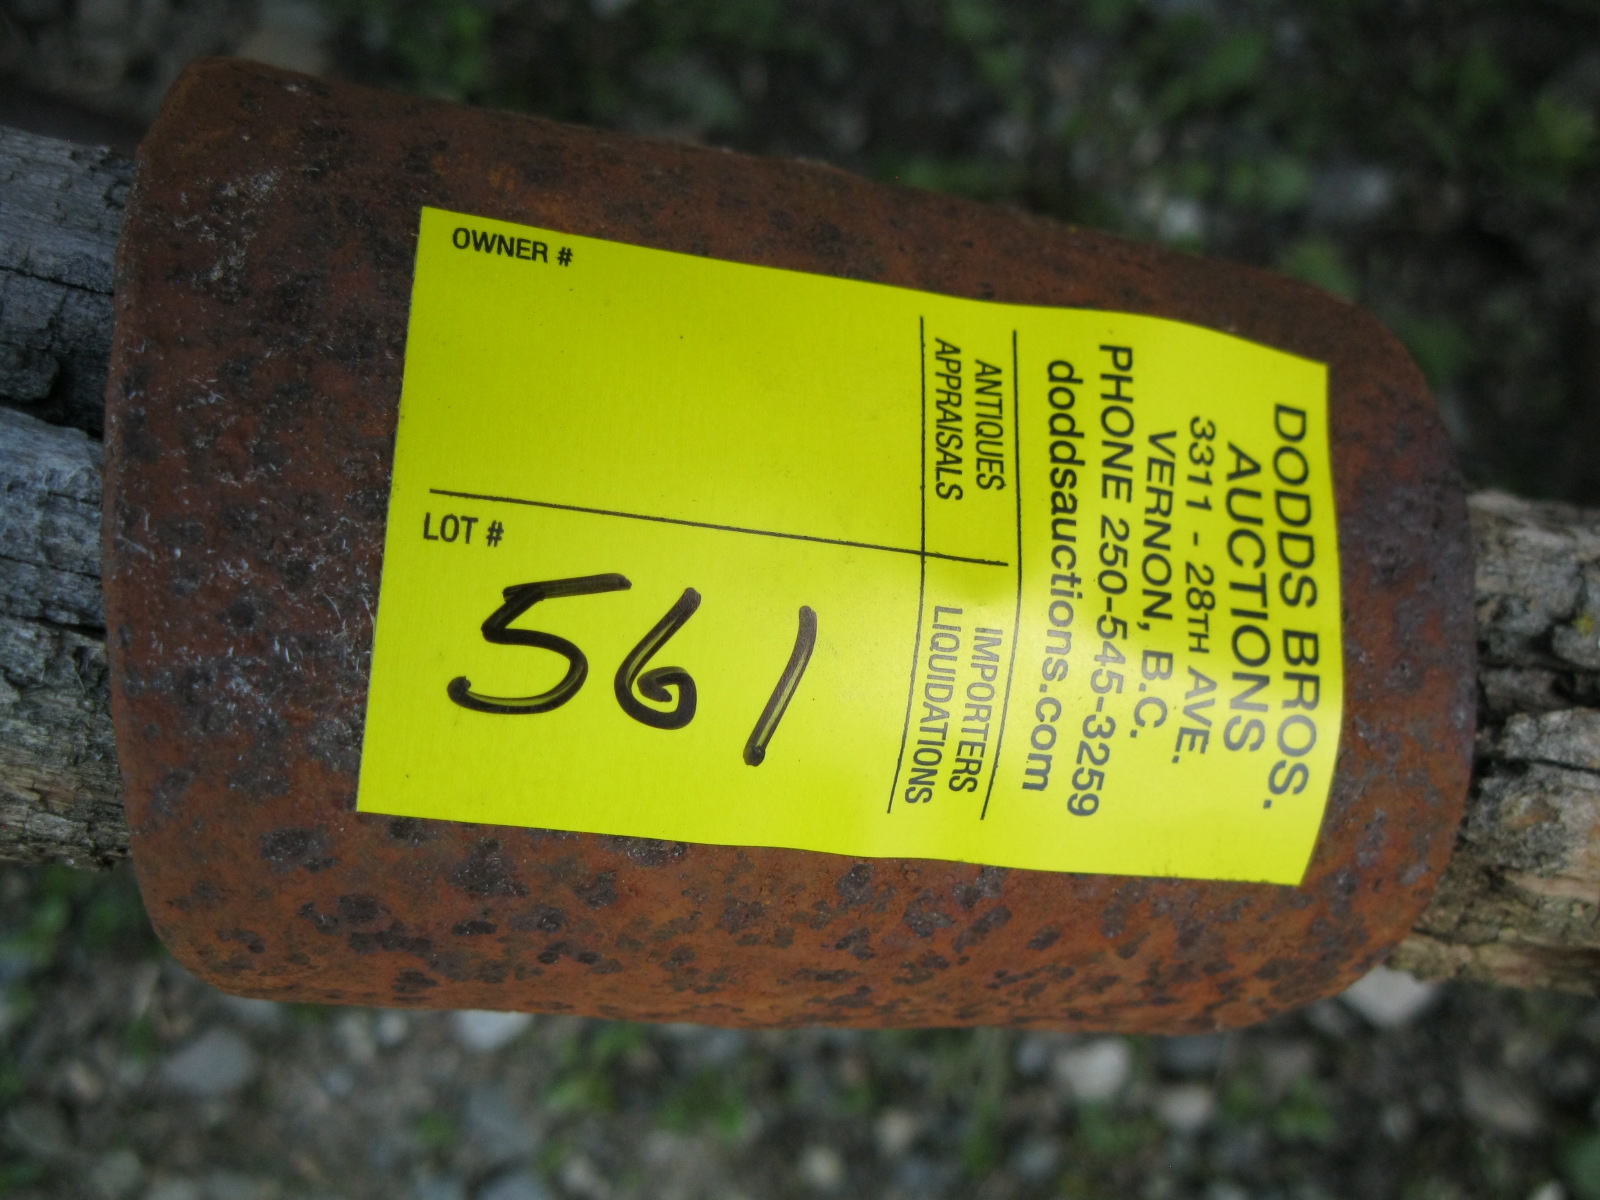 DODDS BROS.
AUCTIONS
3311 - 28TH AVE.
VERNON, B.C.
PHONE 250-545-3259
doddsauctions.com
ANTIQUES
APPRAISALS
IMPORTERS
LIQUIDATIONS
OWNER #
LOT #
561